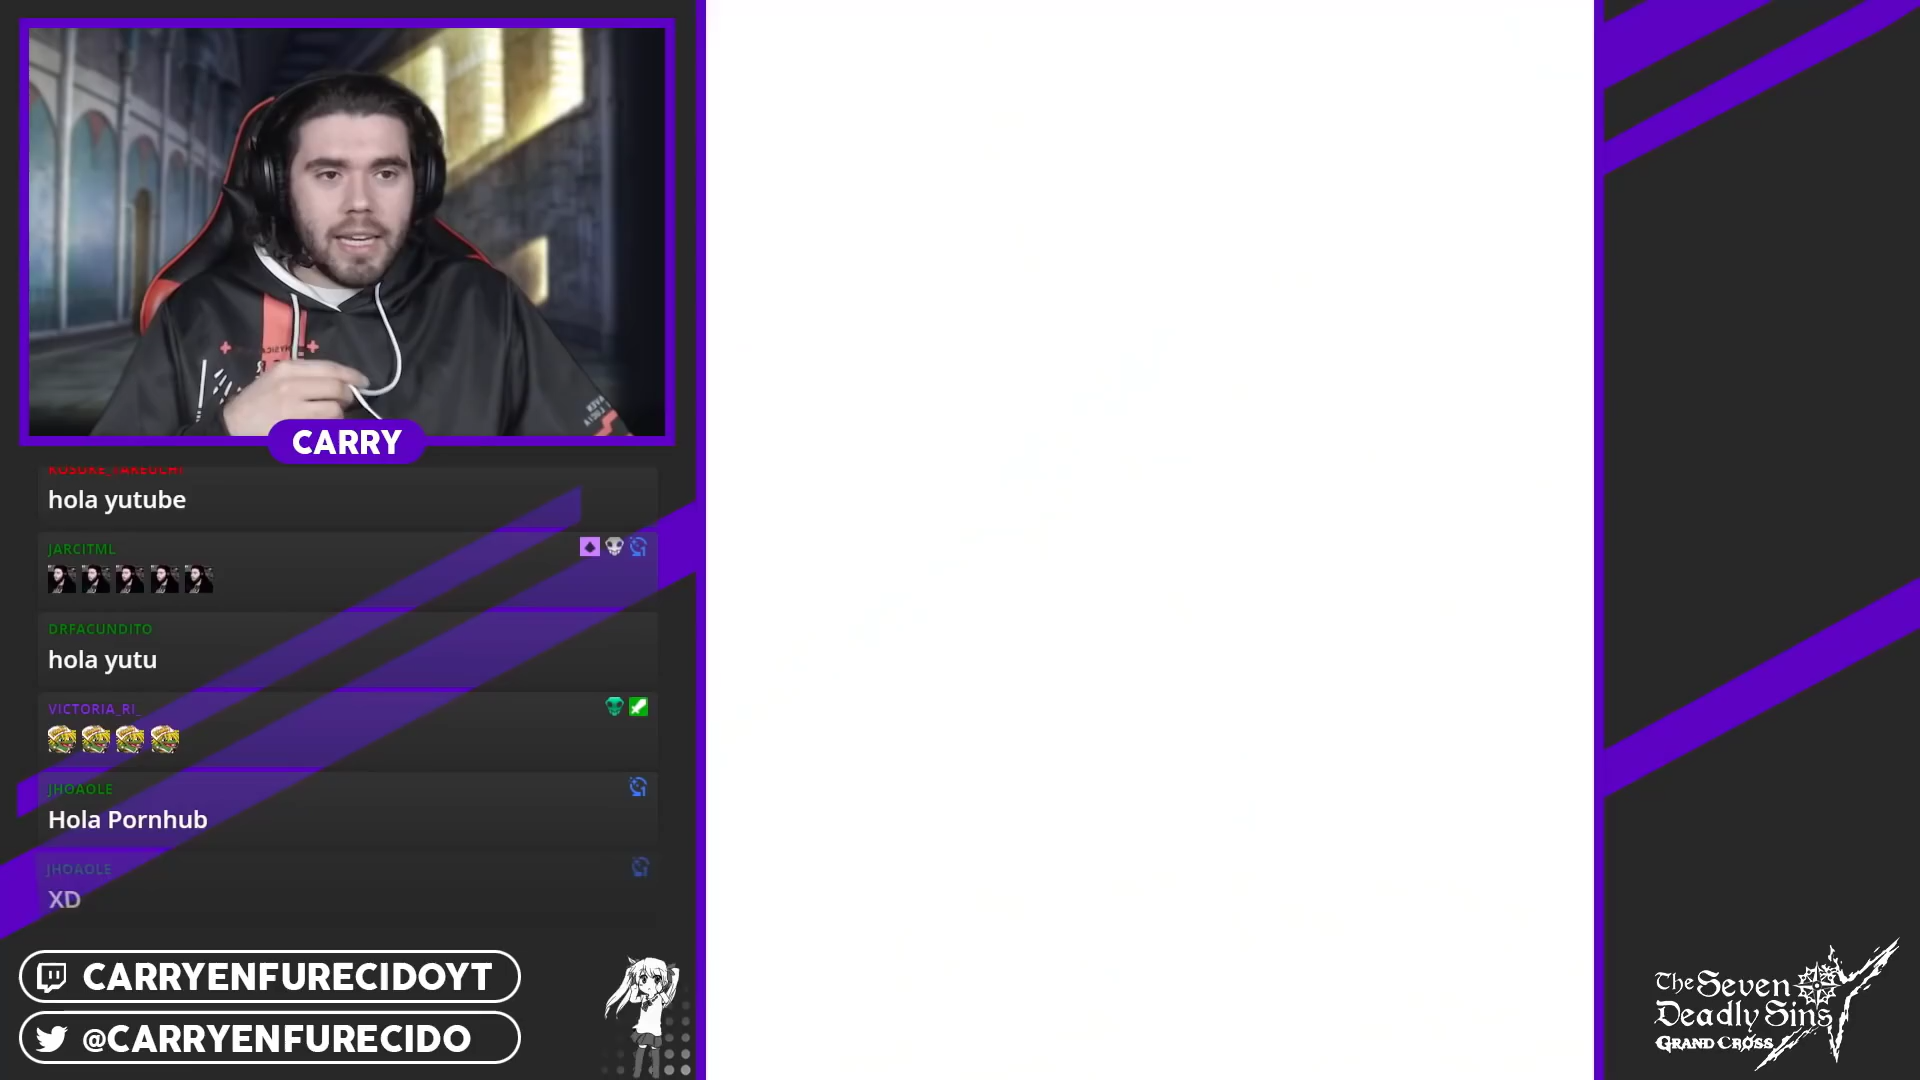 CARRY
KOSUKE_TAKEUCHI
hola yutube
JARCITML
DRFACUNDITO
hola yutu
VICTORIA_RI_
JHOAOLE
Hola Pornhub
JHOAOLE
XD
CARRYENFURECIDOYT
@CARRYENFURECIDO
The Seven
Deadly Sins
GRAND CROSS